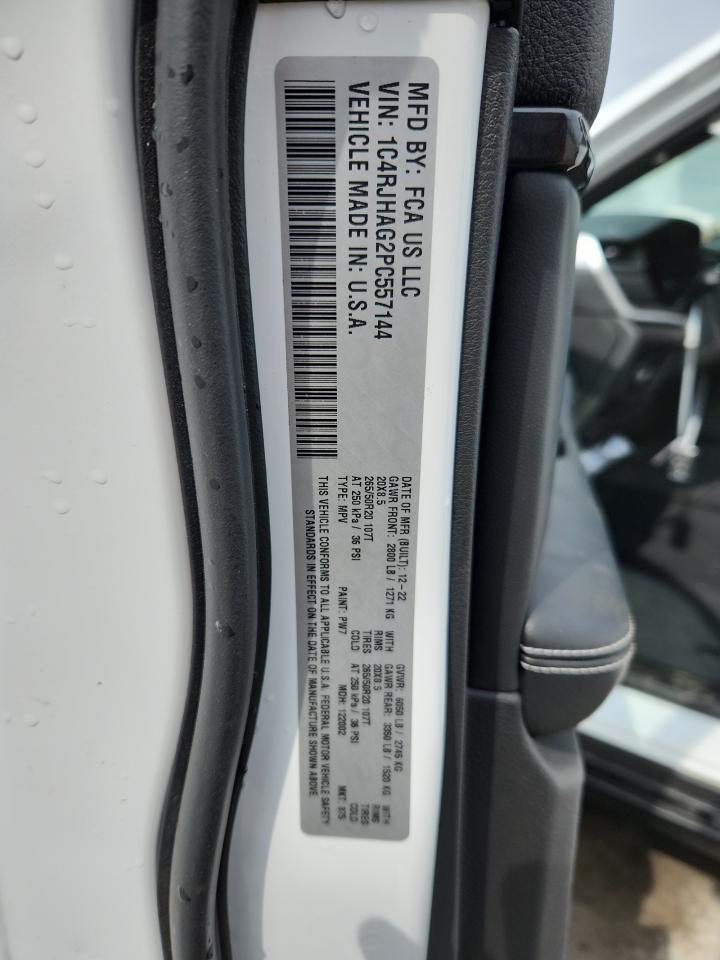 MFD BY: FCA US LLC
VIN: 1C4RJHAG2PC557144
VEHICLE MADE IN: U.S.A.
DATE OF MFR (BUILT): 12-22 GVWR: 6050 LB / 2745 KG
GAWR FRONT: 2800 LB / 1271 KG WITH GAWR REAR: 3350 LB / 1520 KG WITH
20X8.5 RIMS 20X8.5 RIMS
265/50R20 107T TIRES 265/50R20 107T TIRES
AT 250 kPa / 36 PSI COLD AT 250 kPa / 36 PSI COLD
TYPE: MPV PAINT: PW7 MDH: 122002 MKT:
THIS VEHICLE CONFORMS TO ALL APPLICABLE U.S.A. FEDERAL MOTOR VEHICLE SAFETY
STANDARDS IN EFFECT ON THE DATE OF MANUFACTURE SHOWN ABOVE.